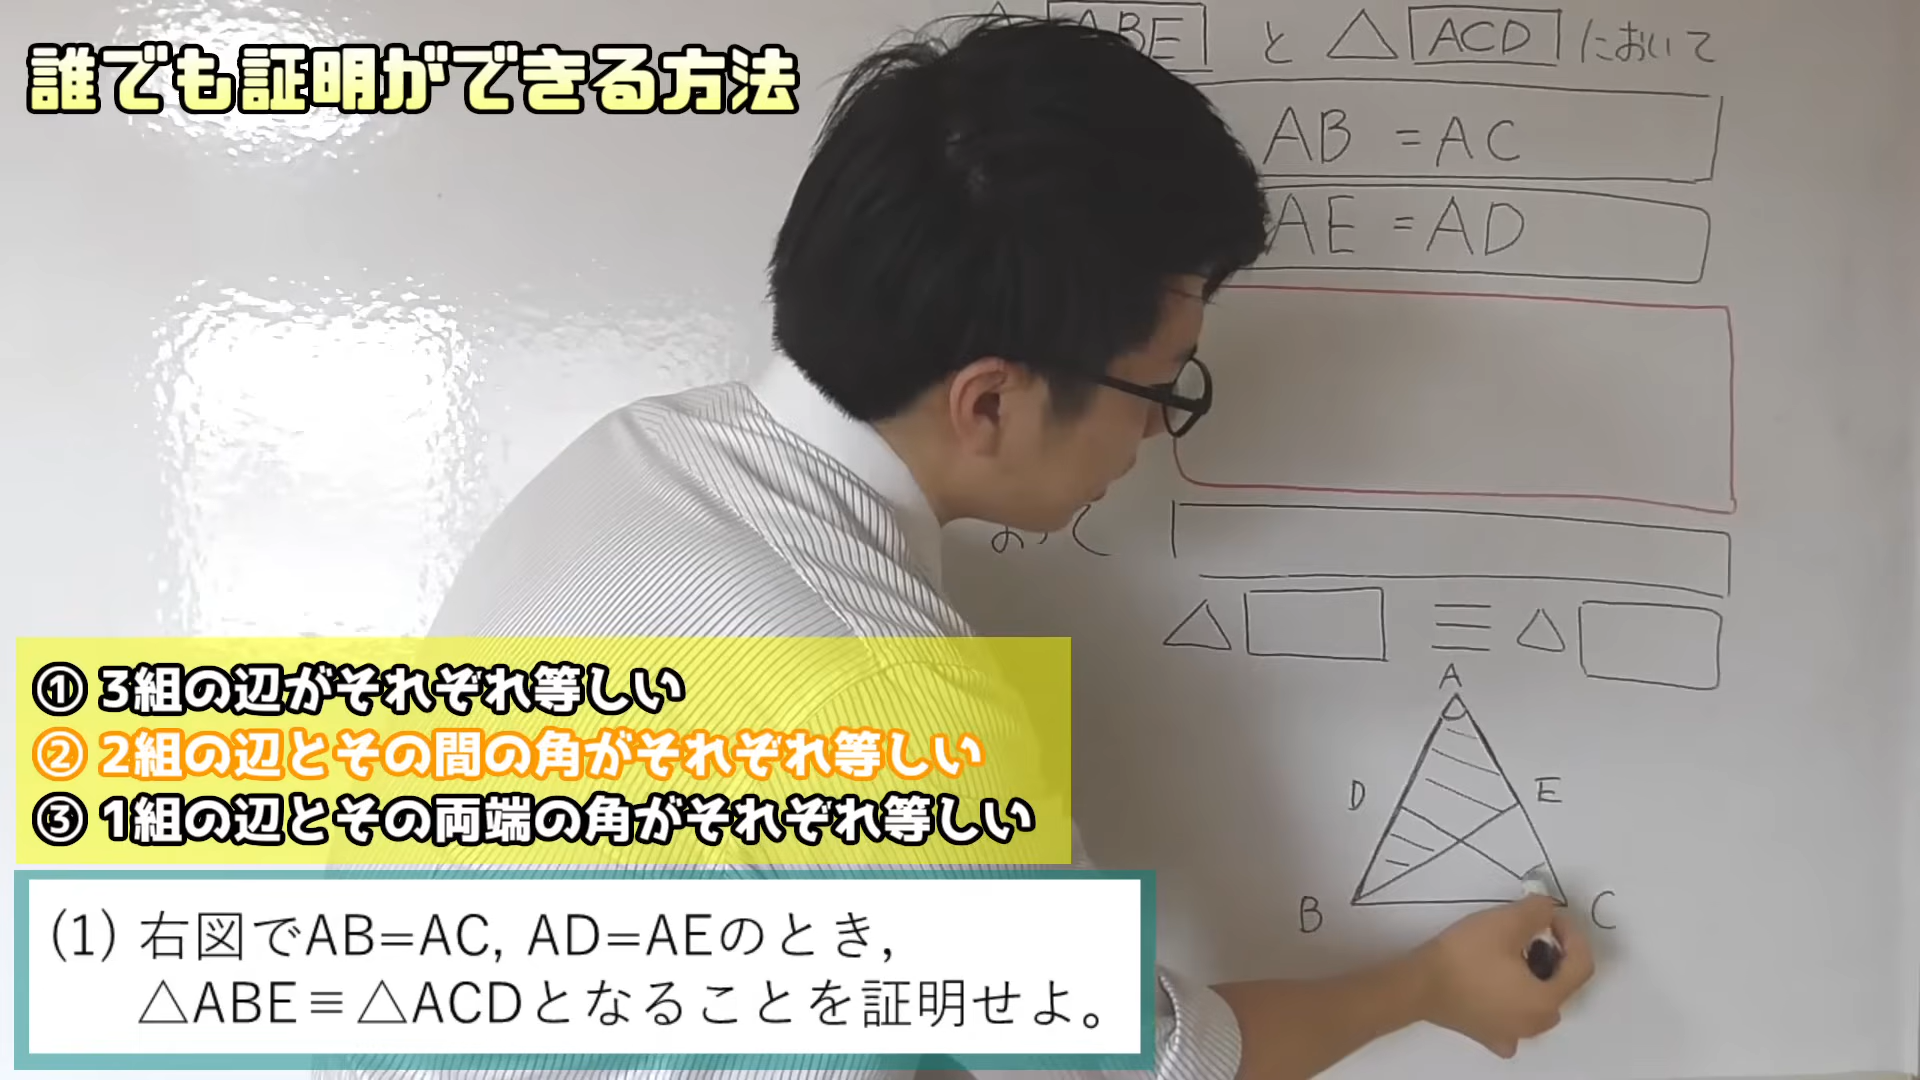 誰でも証明ができる方法
ABE と △ ACD において
AB = AC
AE = AD
△ ≡ △
A
D E
B C
① 3組の辺がそれぞれ等しい
② 2組の辺とその間の角がそれぞれ等しい
③ 1組の辺とその両端の角がそれぞれ等しい
(1) 右図でAB=AC, AD=AEのとき,
△ABE≡△ACDとなることを証明せよ。